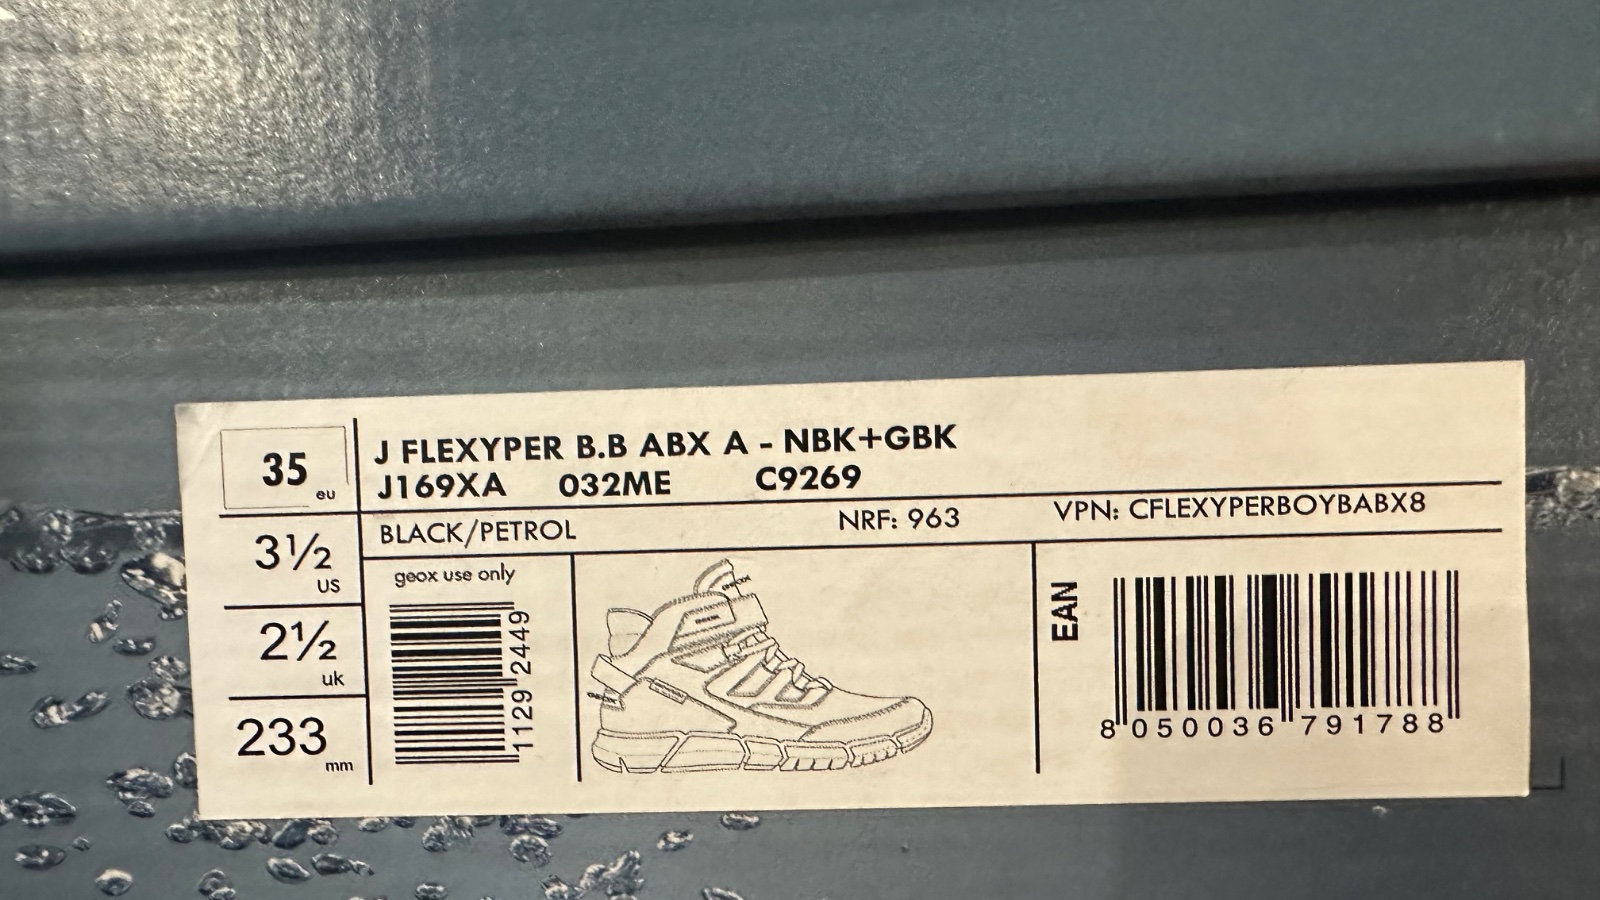 35 eu
3½ US
2½ uk
233 mm
J FLEXYPER B.B ABX A - NBK+GBK
J169XA 032ME C9269
BLACK/PETROL NRF: 963 VPN: CFLEXYPERBOYBABX8
geox use only
1129 2449
EAN
8 050036 791788